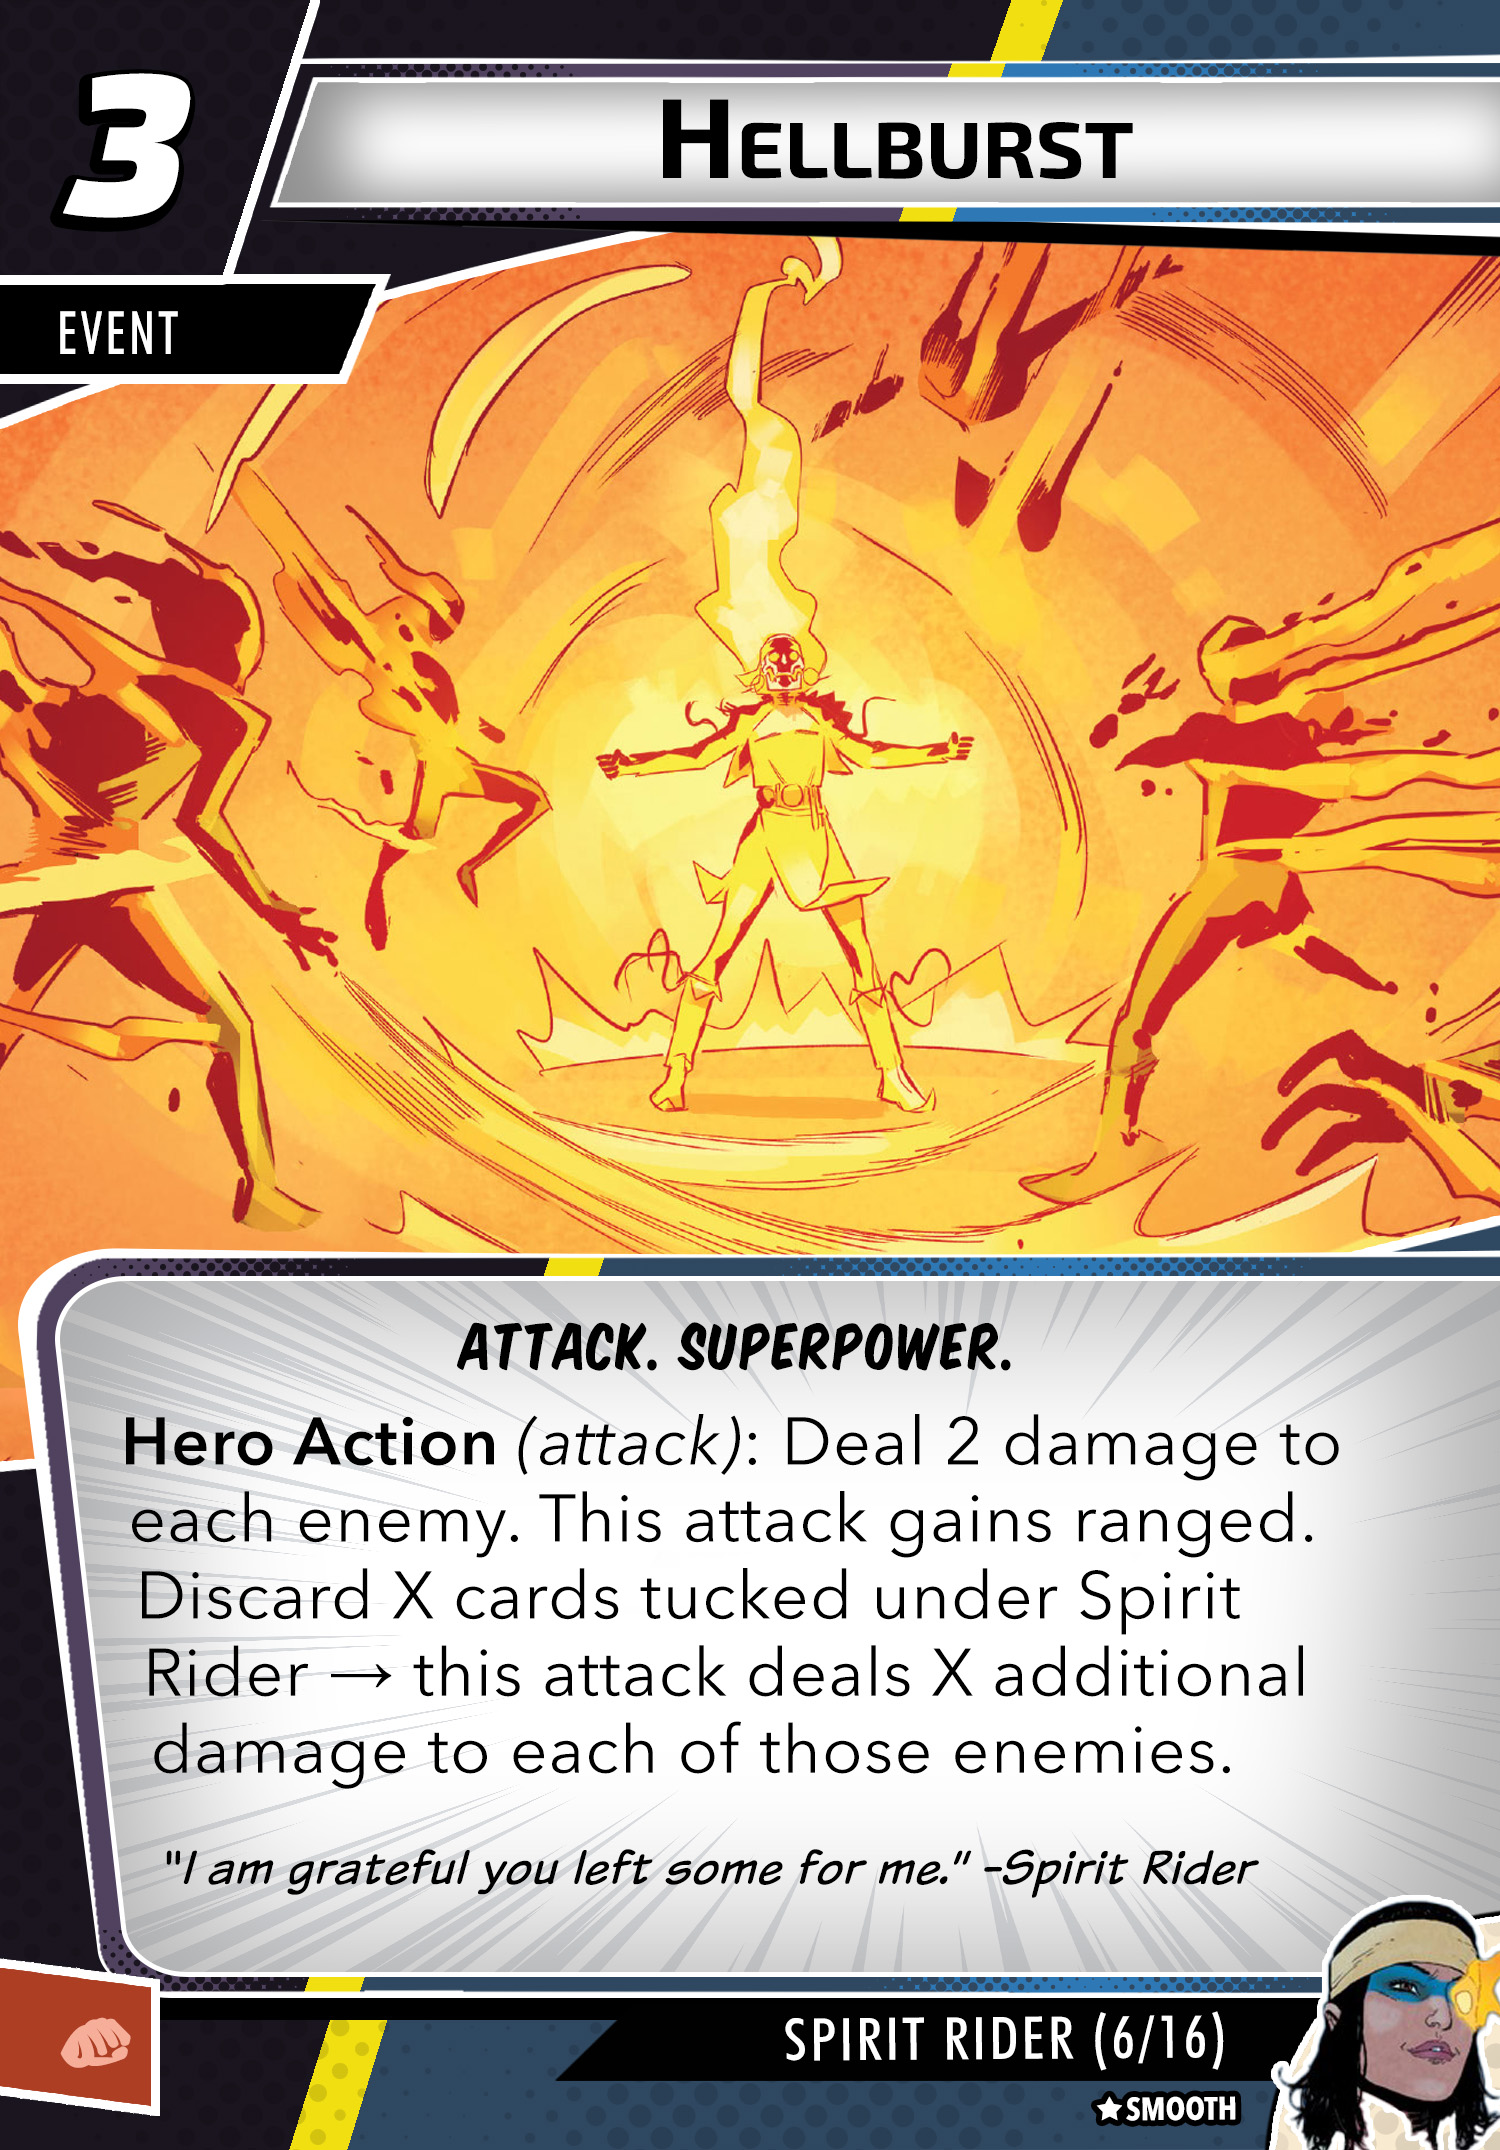 3
HELLBURST
EVENT
ATTACK. SUPERPOWER.
Hero Action (attack): Deal 2 damage to
each enemy. This attack gains ranged.
Discard X cards tucked under Spirit
Rider → this attack deals X additional
damage to each of those enemies.
"I am grateful you left some for me." -Spirit Rider
SPIRIT RIDER (6/16)
★SMOOTH